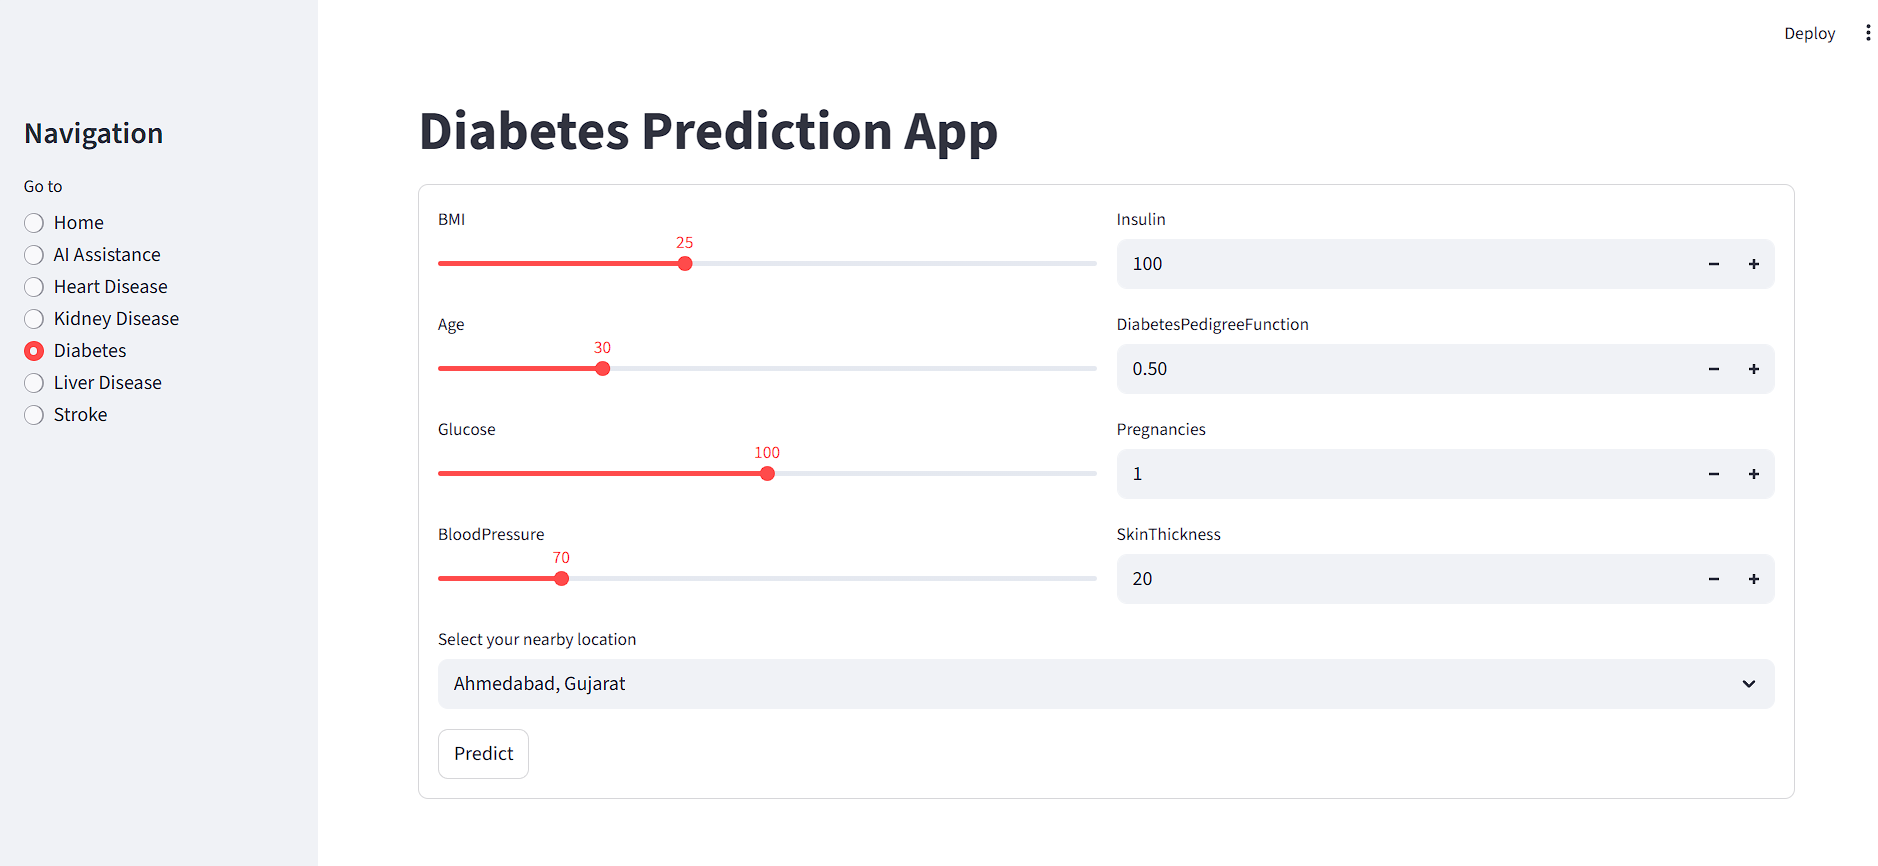 Deploy
Navigation
Go to
Home
AI Assistance
Heart Disease
Kidney Disease
Diabetes
Liver Disease
Stroke
Diabetes Prediction App
BMI
25
Age
30
Glucose
100
BloodPressure
70
Insulin
100
DiabetesPedigreeFunction
0.50
Pregnancies
1
SkinThickness
20
Select your nearby location
Ahmedabad, Gujarat
Predict